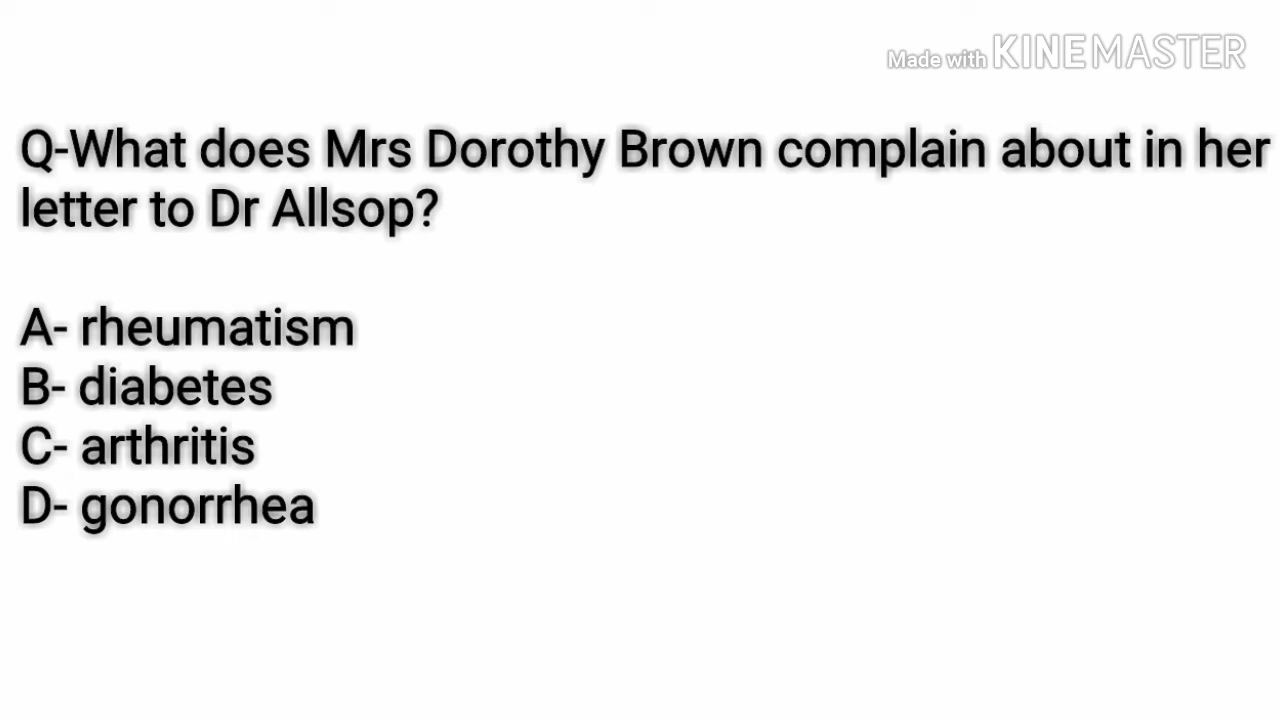 Made with KINEMASTER
Q-What does Mrs Dorothy Brown complain about in her
letter to Dr Allsop?
A- rheumatism
B- diabetes
C- arthritis
D- gonorrhea